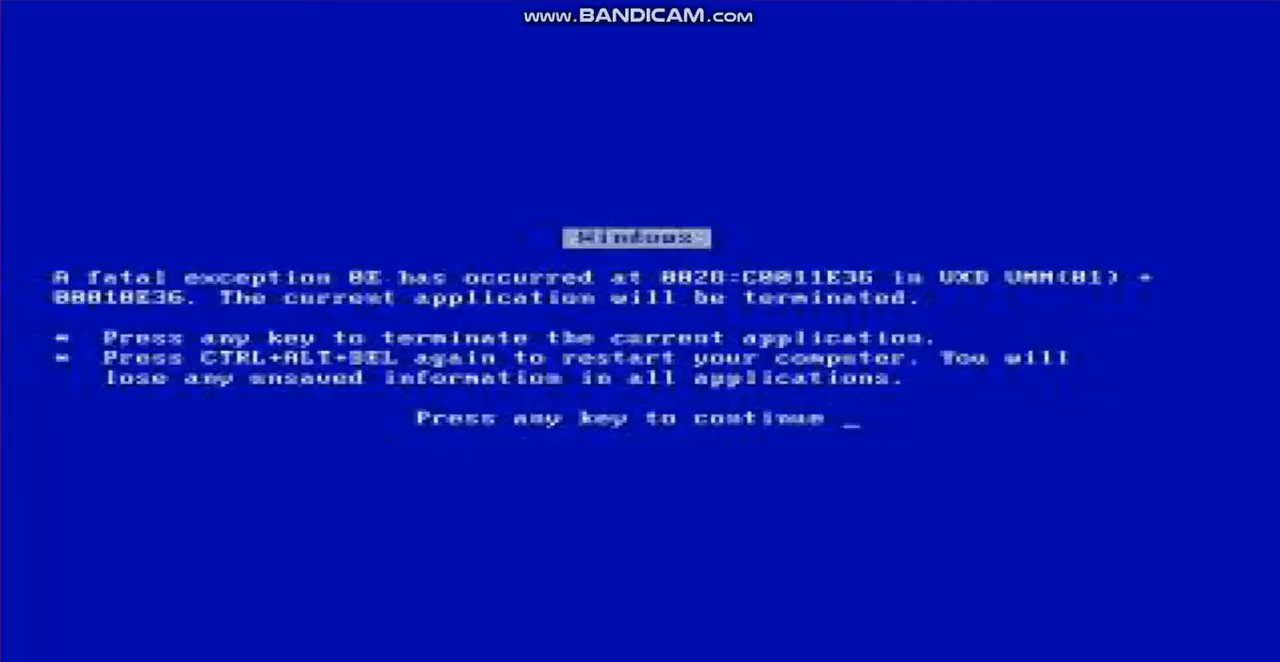 www.BANDICAM.com
Windows
A fatal exception 0E has occurred at 0028:C0011E36 in VXD VMM(01) +
00010E36. The current application will be terminated.
* Press any key to terminate the current application.
* Press CTRL+ALT+DEL again to restart your computer. You will
lose any unsaved information in all applications.
Press any key to continue _